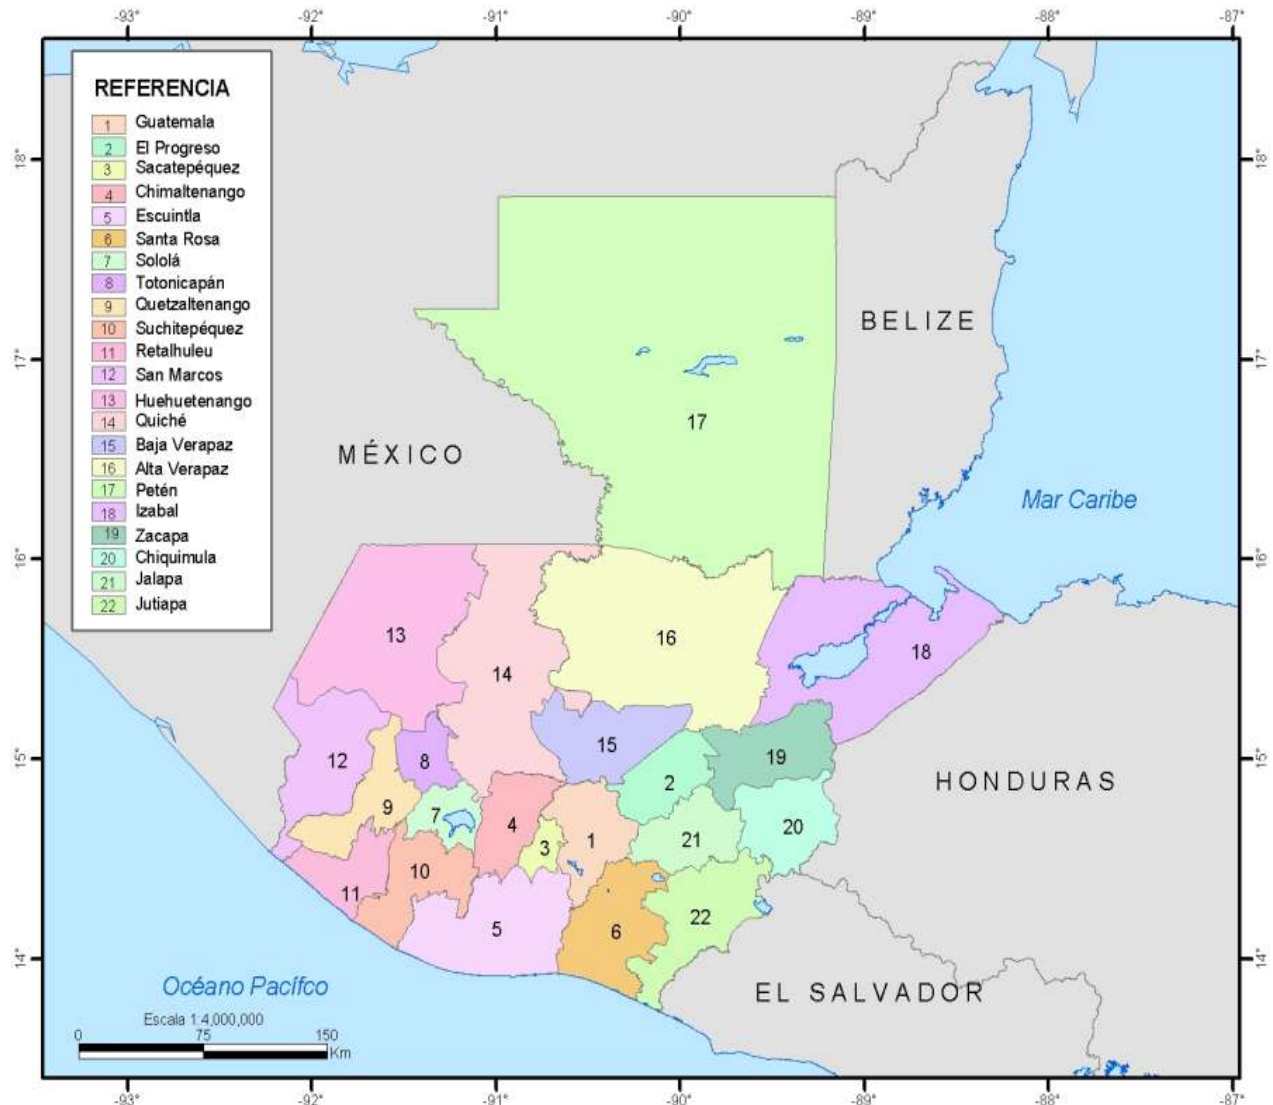 -93° -92° -91° -90° -89° -88° -87°
REFERENCIA
1 Guatemala
2 El Progreso
3 Sacatepéquez
4 Chimaltenango
5 Escuintla
6 Santa Rosa
7 Sololá
8 Totonicapán
9 Quetzaltenango
10 Suchitepéquez
11 Retalhuleu
12 San Marcos
13 Huehuetenango
14 Quiché
15 Baja Verapaz
16 Alta Verapaz
17 Petén
18 Izabal
19 Zacapa
20 Chiquimula
21 Jalapa
22 Jutiapa
18° 18°
BELIZE
17° 17°
17
MÉXICO
Mar Caribe
16° 16°
13
16
18
14
15
12
8
19
15° 15°
2
9
7
4
20
21
3
1
10
11
22
5
6
14° 14°
Océano Pacífco
HONDURAS
EL SALVADOR
Escala 1:4,000,000
0 75 150
Km
-93° -92° -91° -90° -89° -88° -87°